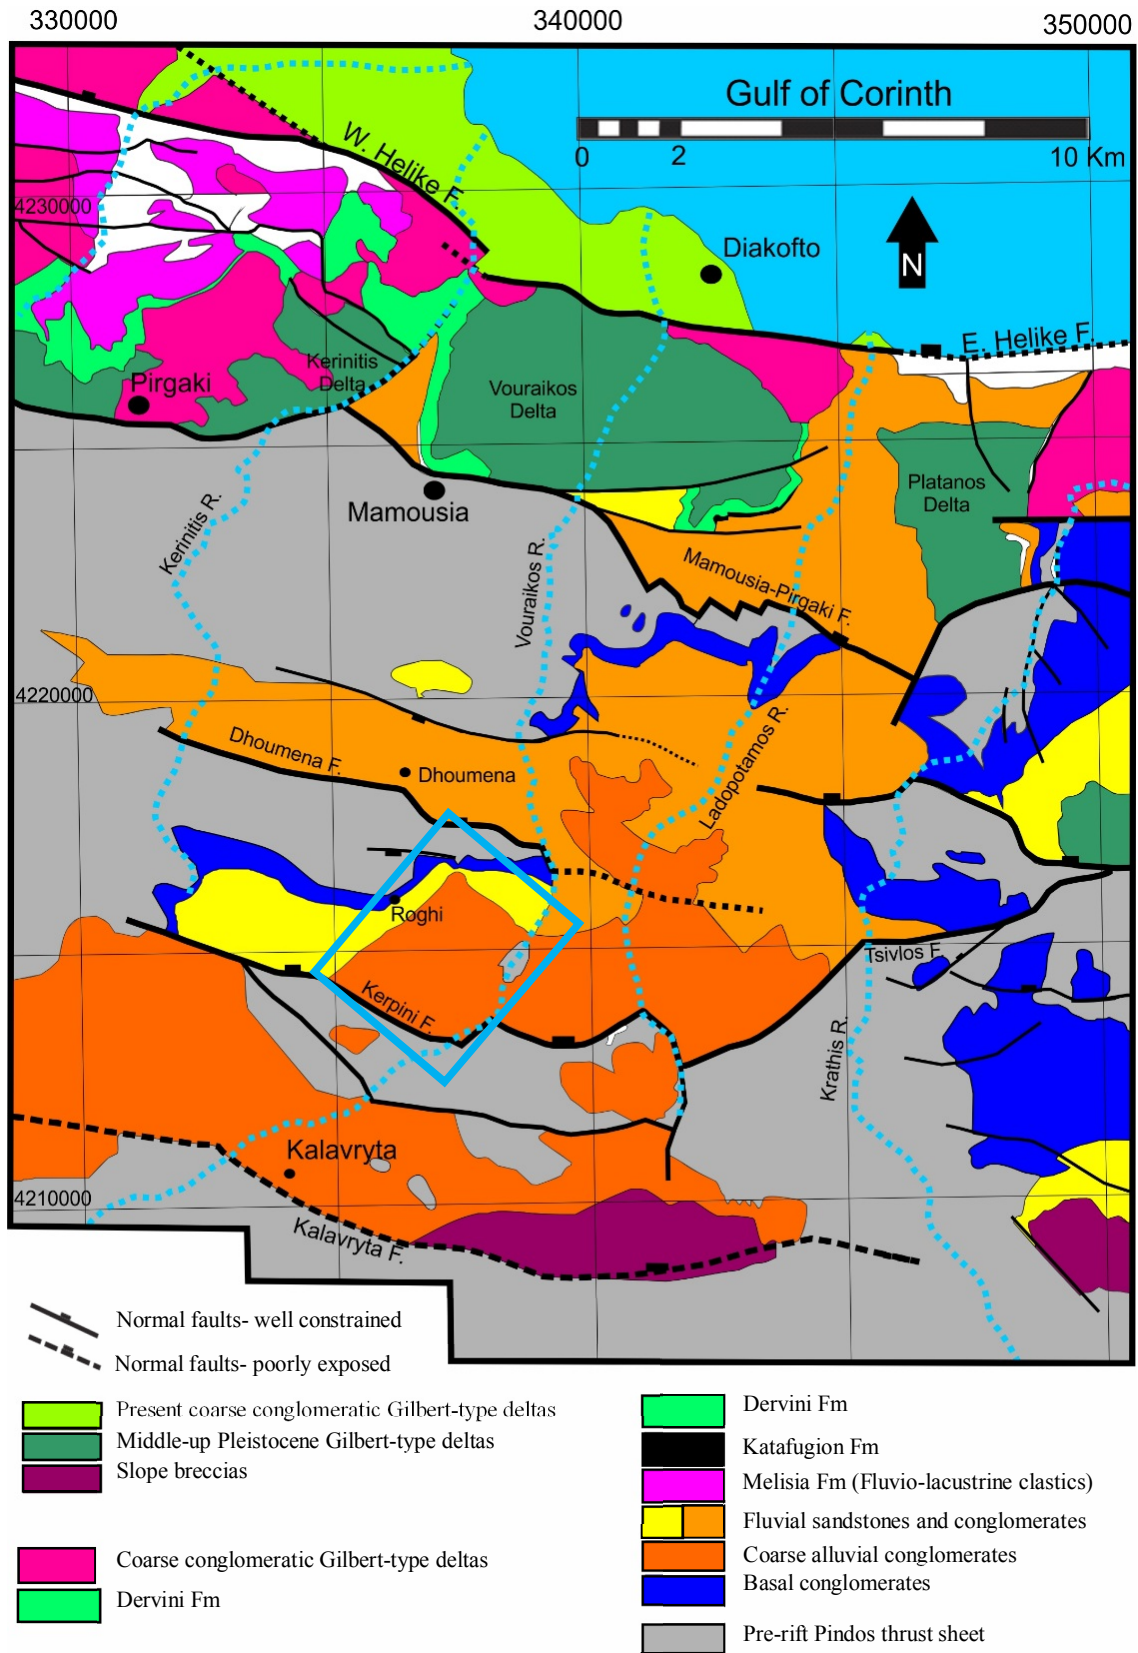 330000 340000 350000
Gulf of Corinth
0 2 10 Km
W. Helike F.
4230000
Diakofto
N
E. Helike F.
Kerinitis
Delta
Pirgaki
Vouraikos
Delta
Platanos
Delta
Mamousia
Kerinitis R.
Vouraikos R.
Mamousia-Pirgaki F.
4220000
Dhoumena F.
Dhoumena
Ladopotamos R.
Roghi
Tsivlos F.
Kerpini F.
Krathis R.
Kalavryta
4210000
Kalavryta F.
Normal faults- well constrained
Normal faults- poorly exposed
Present coarse conglomeratic Gilbert-type deltas
Middle-up Pleistocene Gilbert-type deltas
Slope breccias
Coarse conglomeratic Gilbert-type deltas
Dervini Fm
Dervini Fm
Katafugion Fm
Melisia Fm (Fluvio-lacustrine clastics)
Fluvial sandstones and conglomerates
Coarse alluvial conglomerates
Basal conglomerates
Pre-rift Pindos thrust sheet